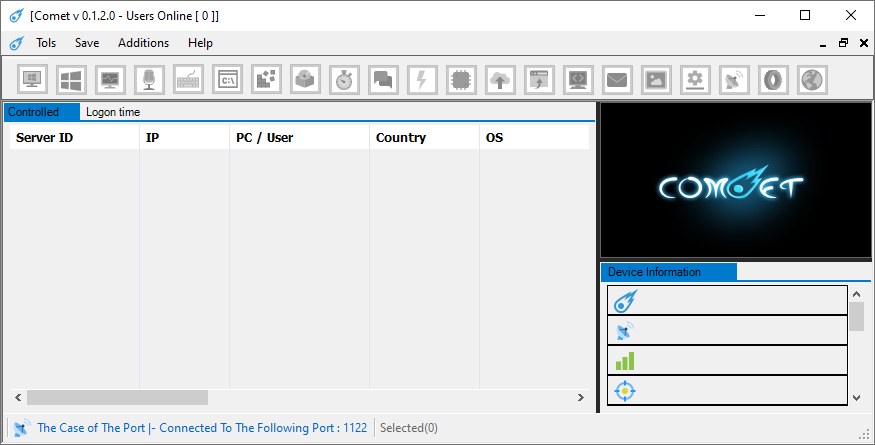 [Comet v 0.1.2.0 - Users Online [ 0 ]]
Tols Save Additions Help
C:\
Controlled Logon time
Server ID IP PC / User Country OS
COMET
Device Information
The Case of The Port |- Connected To The Following Port : 1122 Selected(0)